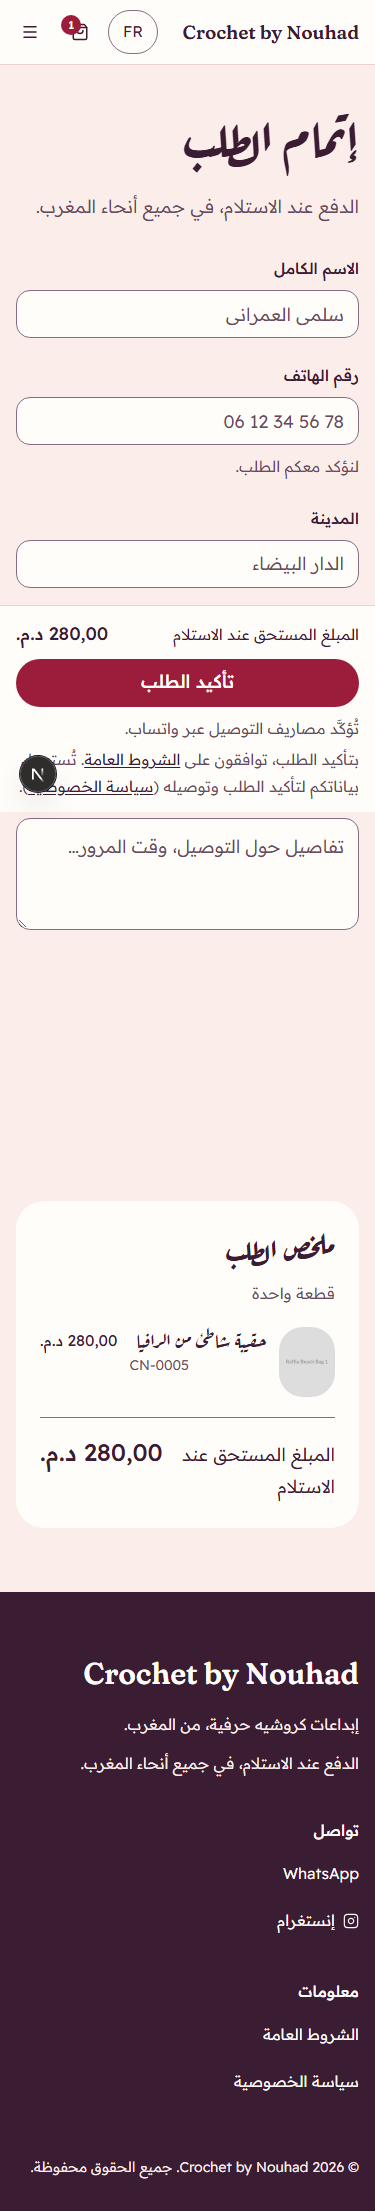 Crochet by Nouhad
FR
1
إتمام الطلب
الدفع عند الاستلام، في جميع أنحاء المغرب.
الاسم الكامل
سلمى العمراني
رقم الهاتف
06 12 34 56 78
لنؤكد معكم الطلب.
المدينة
الدار البيضاء
المبلغ المستحق عند الاستلام
280,00 د.م.
تأكيد الطلب
تُؤكَّد مصاريف التوصيل عبر واتساب.
بتأكيد الطلب، توافقون على الشروط العامة.
بياناتكم لتأكيد الطلب وتوصيله (سياسة الخصوصية).
N
تفاصيل حول التوصيل، وقت المرور...
ملخص الطلب
قطعة واحدة
حقيبة شاطئ من الرافيا
280,00 د.م.
CN-0005
Raffia Beach Bag 1
المبلغ المستحق عند
الاستلام
280,00 د.م.
Crochet by Nouhad
إبداعات كروشيه حرفية، من المغرب.
الدفع عند الاستلام، في جميع أنحاء المغرب.
تواصل
WhatsApp
إنستغرام
معلومات
الشروط العامة
سياسة الخصوصية
© 2026 Crochet by Nouhad. جميع الحقوق محفوظة.